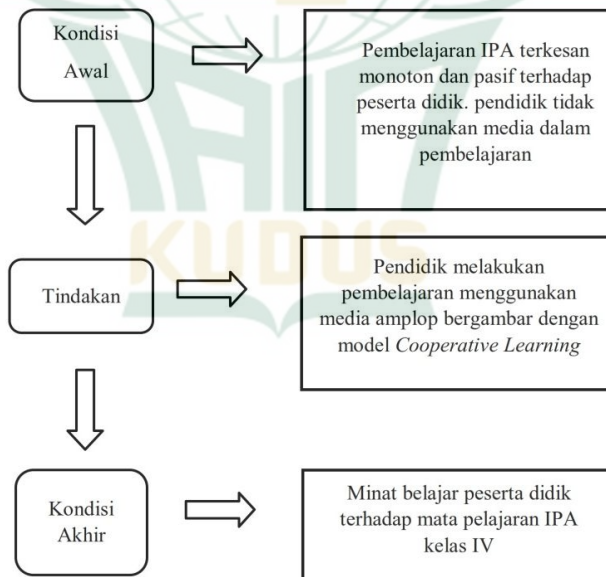 Kondisi
Awal
Pembelajaran IPA terkesan
monoton dan pasif terhadap
peserta didik. pendidik tidak
menggunakan media dalam
pembelajaran
Tindakan
Pendidik melakukan
pembelajaran menggunakan
media amplop bergambar dengan
model Cooperative Learning
Kondisi
Akhir
Minat belajar peserta didik
terhadap mata pelajaran IPA
kelas IV
KUDUS